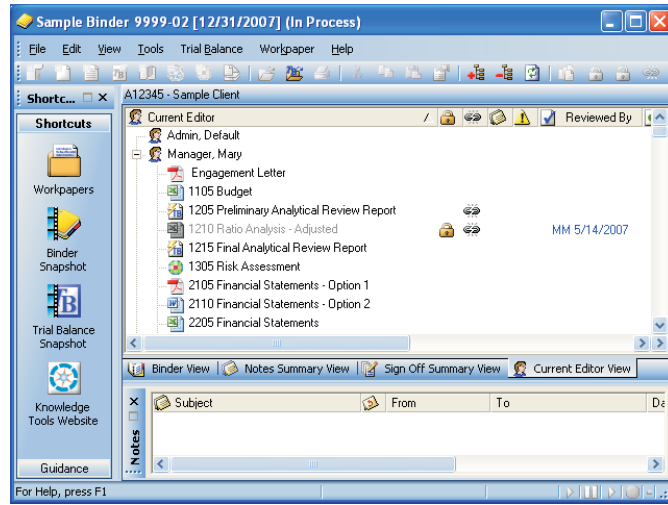 Sample Binder 9999-02 [12/31/2007] (In Process)
File Edit View Tools Trial Balance Workpaper Help
Shortc...
A12345 - Sample Client
Shortcuts
Current Editor / Reviewed By
Admin, Default
Manager, Mary
Engagement Letter
1105 Budget
1205 Preliminary Analytical Review Report
1210 Ratio Analysis - Adjusted MM 5/14/2007
1215 Final Analytical Review Report
1305 Risk Assessment
2105 Financial Statements - Option 1
2110 Financial Statements - Option 2
2205 Financial Statements
Workpapers
Binder
Snapshot
Trial Balance
Snapshot
Knowledge
Tools Website
Guidance
Binder View Notes Summary View Sign Off Summary View Current Editor View
Notes
Subject From To Da
For Help, press F1